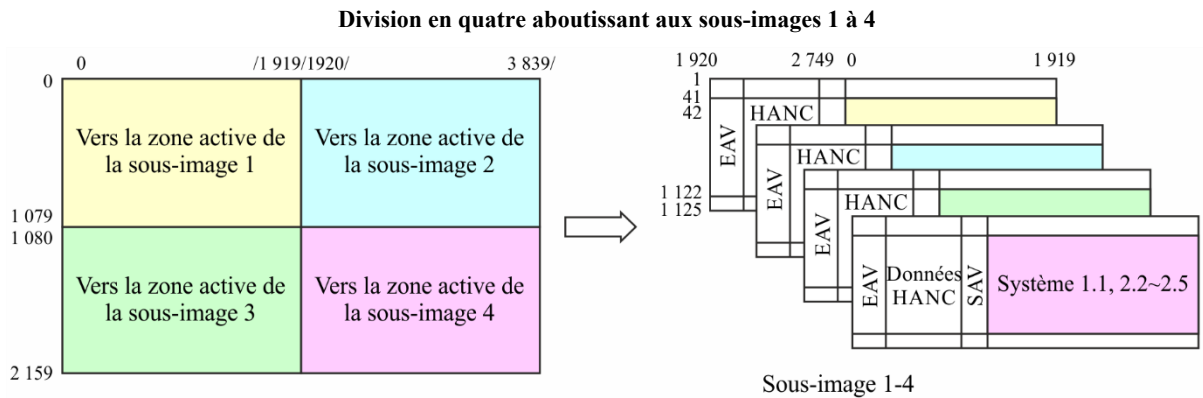 Division en quatre aboutissant aux sous-images 1 à 4
0 /1 919/1920/ 3 839/
0
Vers la zone active de
la sous-image 1
Vers la zone active de
la sous-image 2
1 079
1 080
Vers la zone active de
la sous-image 3
Vers la zone active de
la sous-image 4
2 159
1 920 2 749 0 1 919
1
41
42
1 122
1 125
EAV
HANC
EAV
HANC
EAV
HANC
EAV
Données
HANC
SAV
Système 1.1, 2.2~2.5
Sous-image 1-4